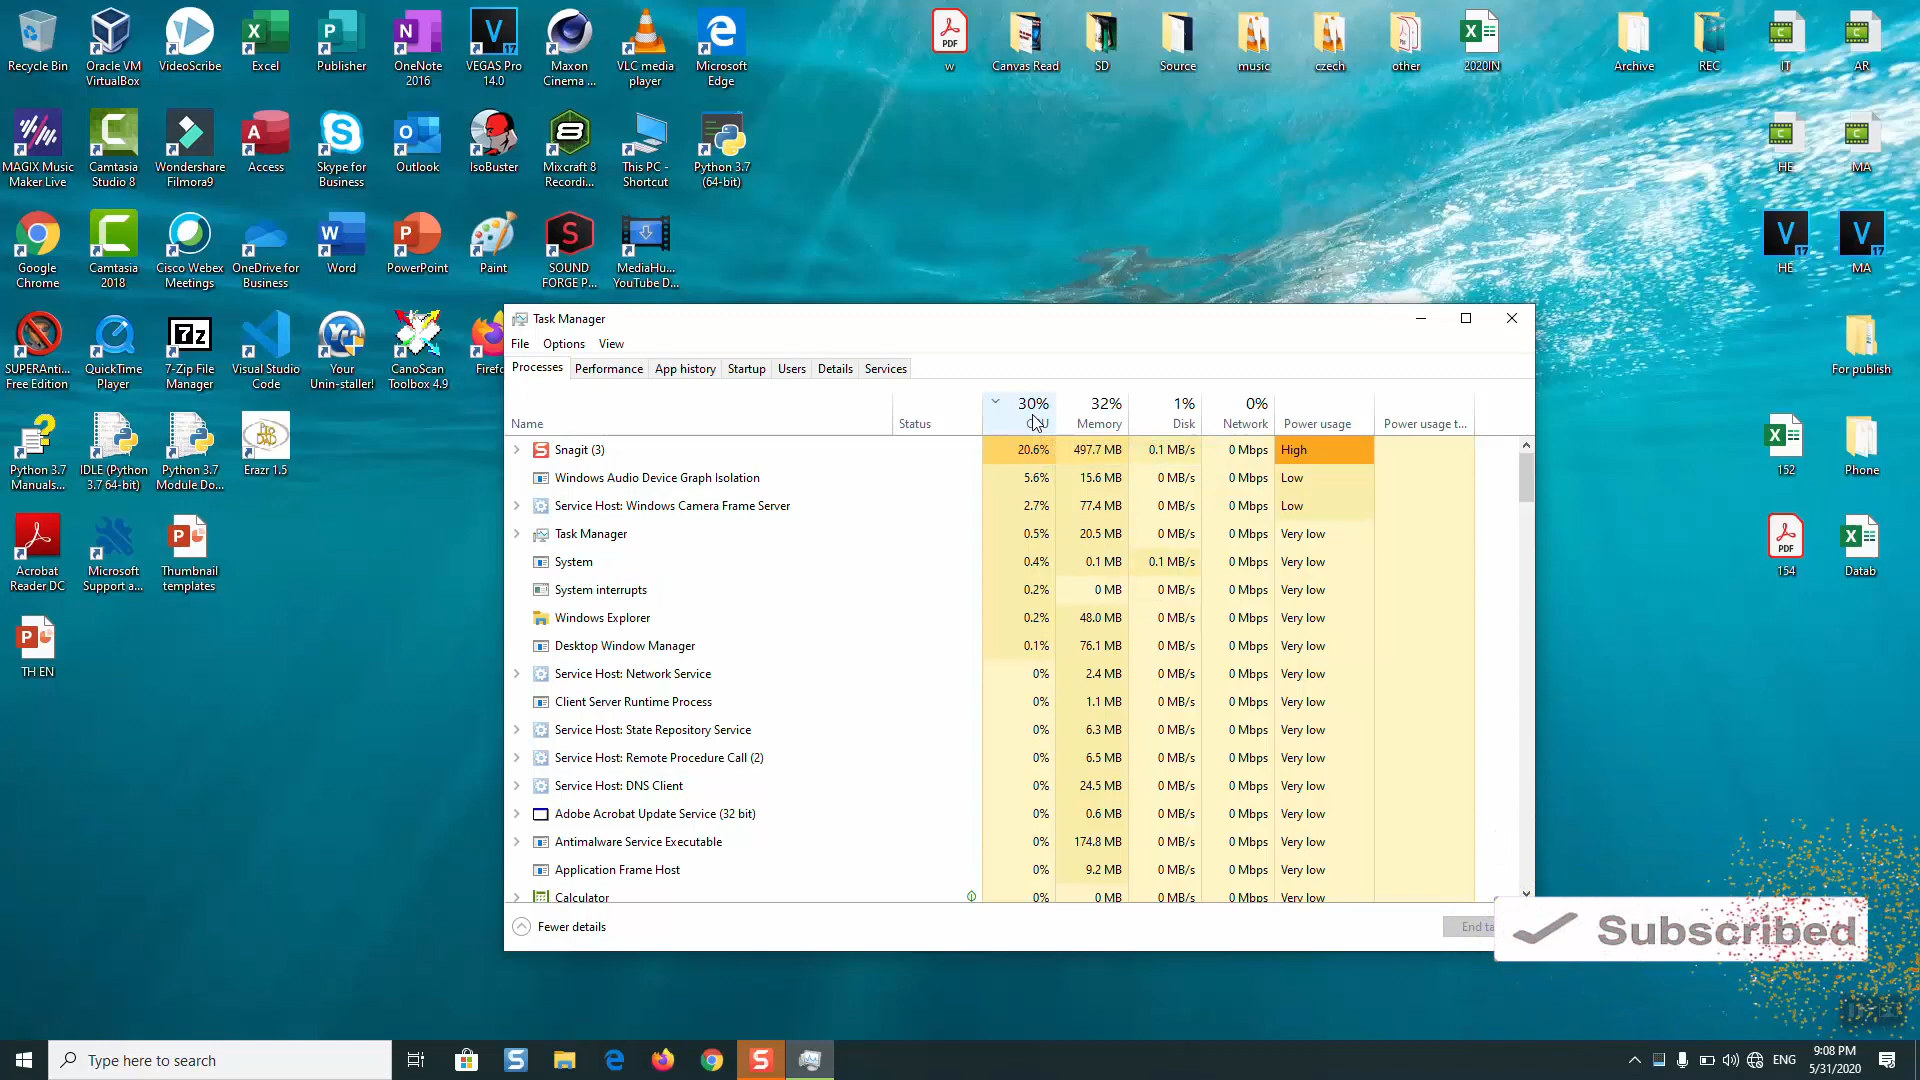 Recycle Bin
Oracle VM
VirtualBox
VideoScribe
Excel
Publisher
OneNote
2016
VEGAS Pro
14.0
Maxon
Cinema ...
VLC media
player
Microsoft
Edge
w
Canvas Read
SD
Source
music
czech
other
2020IN
Archive
REC
IT
AR
MAGIX Music
Maker Live
Camtasia
Studio 8
Wondershare
Filmora9
Access
Skype for
Business
Outlook
IsoBuster
Mixcraft 8
Recordi...
This PC -
Shortcut
Python 3.7
(64-bit)
HE
MA
Google
Chrome
Camtasia
2018
Cisco Webex
Meetings
OneDrive for
Business
Word
PowerPoint
Paint
SOUND
FORGE P...
MediaHu...
YouTube D...
HE
MA
SUPERAnti...
Free Edition
QuickTime
Player
7-Zip File
Manager
Visual Studio
Code
Your
Unin-staller!
CanoScan
Toolbox 4.9
Firefo
For publish
Python 3.7
Manuals...
IDLE (Python
3.7 64-bit)
Python 3.7
Module Do...
Erazr 1.5
152
Phone
Acrobat
Reader DC
Microsoft
Support a...
Thumbnail
templates
154
Datab
TH EN
Task Manager
File Options View
Processes Performance App history Startup Users Details Services
30% 32% 1% 0%
Name Status CPU Memory Disk Network Power usage Power usage t...
Snagit (3) 20.6% 497.7 MB 0.1 MB/s 0 Mbps High
Windows Audio Device Graph Isolation 5.6% 15.6 MB 0 MB/s 0 Mbps Low
Service Host: Windows Camera Frame Server 2.7% 77.4 MB 0 MB/s 0 Mbps Low
Task Manager 0.5% 20.5 MB 0 MB/s 0 Mbps Very low
System 0.4% 0.1 MB 0.1 MB/s 0 Mbps Very low
System interrupts 0.2% 0 MB 0 MB/s 0 Mbps Very low
Windows Explorer 0.2% 48.0 MB 0 MB/s 0 Mbps Very low
Desktop Window Manager 0.1% 76.1 MB 0 MB/s 0 Mbps Very low
Service Host: Network Service 0% 2.4 MB 0 MB/s 0 Mbps Very low
Client Server Runtime Process 0% 1.1 MB 0 MB/s 0 Mbps Very low
Service Host: State Repository Service 0% 6.3 MB 0 MB/s 0 Mbps Very low
Service Host: Remote Procedure Call (2) 0% 6.5 MB 0 MB/s 0 Mbps Very low
Service Host: DNS Client 0% 24.5 MB 0 MB/s 0 Mbps Very low
Adobe Acrobat Update Service (32 bit) 0% 0.6 MB 0 MB/s 0 Mbps Very low
Antimalware Service Executable 0% 174.8 MB 0 MB/s 0 Mbps Very low
Application Frame Host 0% 9.2 MB 0 MB/s 0 Mbps Very low
Calculator 0% 0 MB 0 MB/s 0 Mbps Very low
Fewer details
End ta
Subscribed
Type here to search
ENG
9:08 PM
5/31/2020